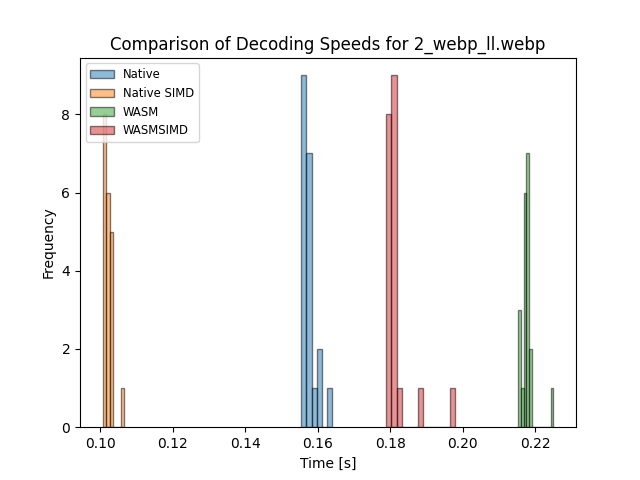 Comparison of Decoding Speeds for 2_webp_ll.webp
Native
Native SIMD
WASM
WASMSIMD
8
6
4
2
0
Frequency
0.10 0.12 0.14 0.16 0.18 0.20 0.22
Time [s]